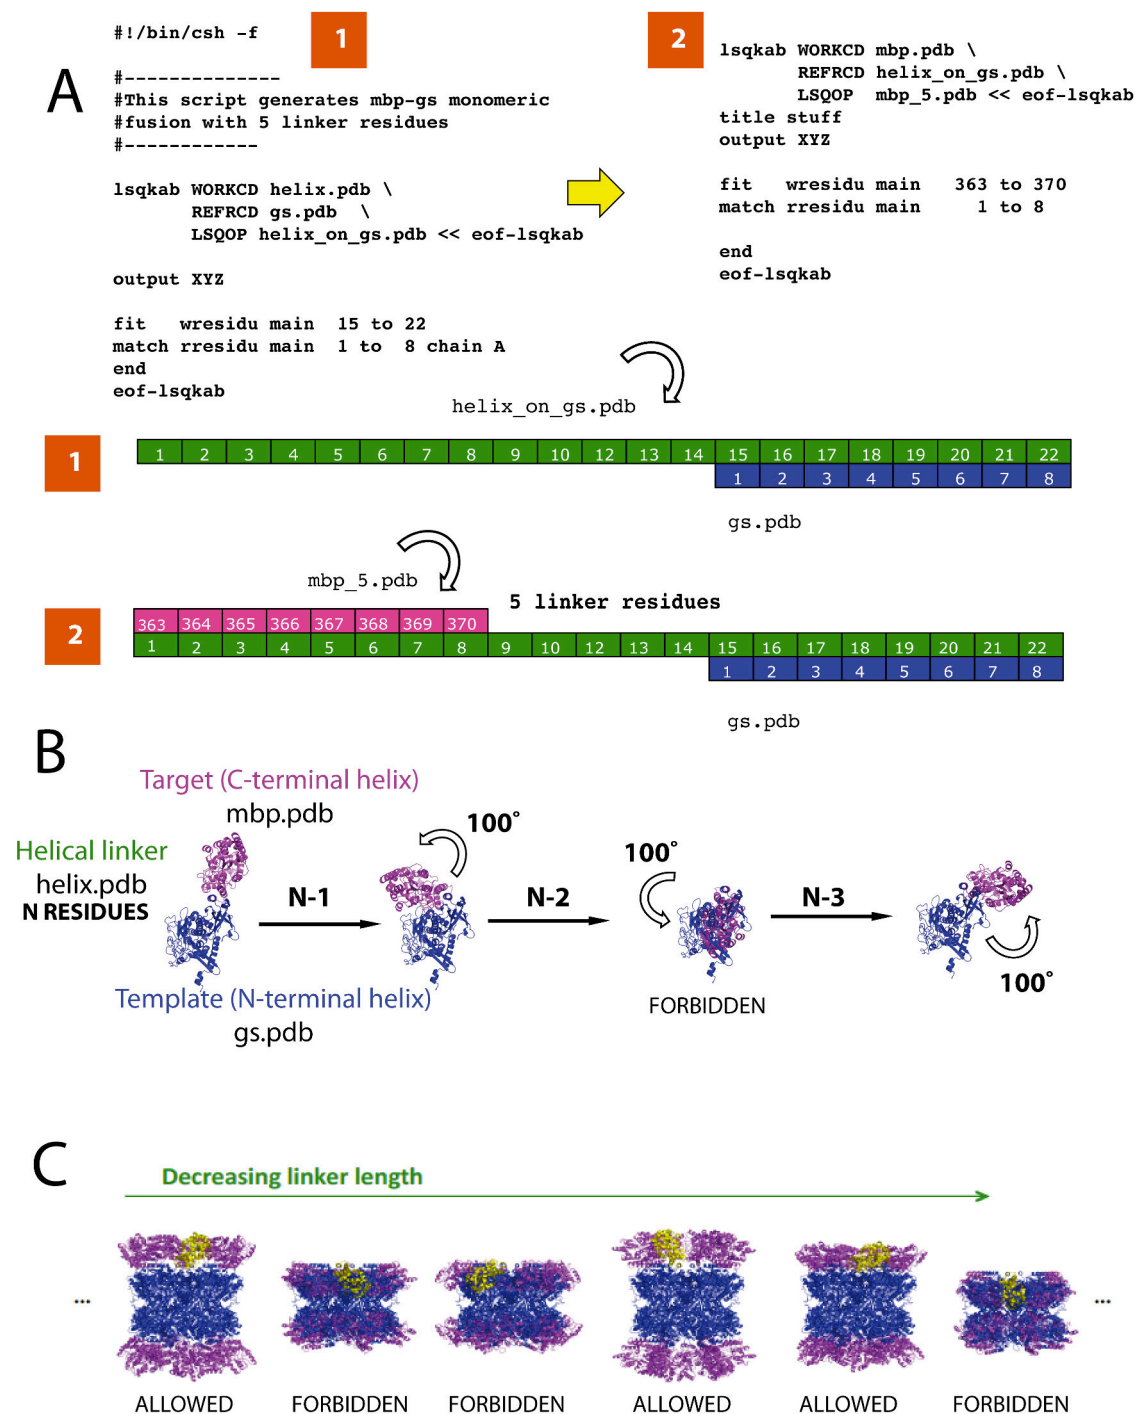 A
#!/bin/csh -f
1
#--------------
#This script generates mbp-gs monomeric
#fusion with 5 linker residues
#------------
lsqkab WORKCD helix.pdb \
REFRCD gs.pdb \
LSQOP helix_on_gs.pdb << eof-lsqkab
output XYZ
fit wresidu main 15 to 22
match rresidu main 1 to 8 chain A
end
eof-lsqkab
2
lsqkab WORKCD mbp.pdb \
REFRCD helix_on_gs.pdb \
LSQOP mbp_5.pdb << eof-lsqkab
title stuff
output XYZ
fit wresidu main 363 to 370
match rresidu main 1 to 8
end
eof-lsqkab
helix_on_gs.pdb
1
1 2 3 4 5 6 7 8 9 10 12 13 14 15 16 17 18 19 20 21 22
1 2 3 4 5 6 7 8
gs.pdb
mbp_5.pdb
5 linker residues
2
363 364 365 366 367 368 369 370
1 2 3 4 5 6 7 8 9 10 12 13 14 15 16 17 18 19 20 21 22
1 2 3 4 5 6 7 8
gs.pdb
B
Target (C-terminal helix)
mbp.pdb
Helical linker
helix.pdb
N RESIDUES
N-1
100°
N-2
100°
N-3
100°
Template (N-terminal helix)
gs.pdb
FORBIDDEN
C
Decreasing linker length
...
...
ALLOWED FORBIDDEN FORBIDDEN ALLOWED ALLOWED FORBIDDEN